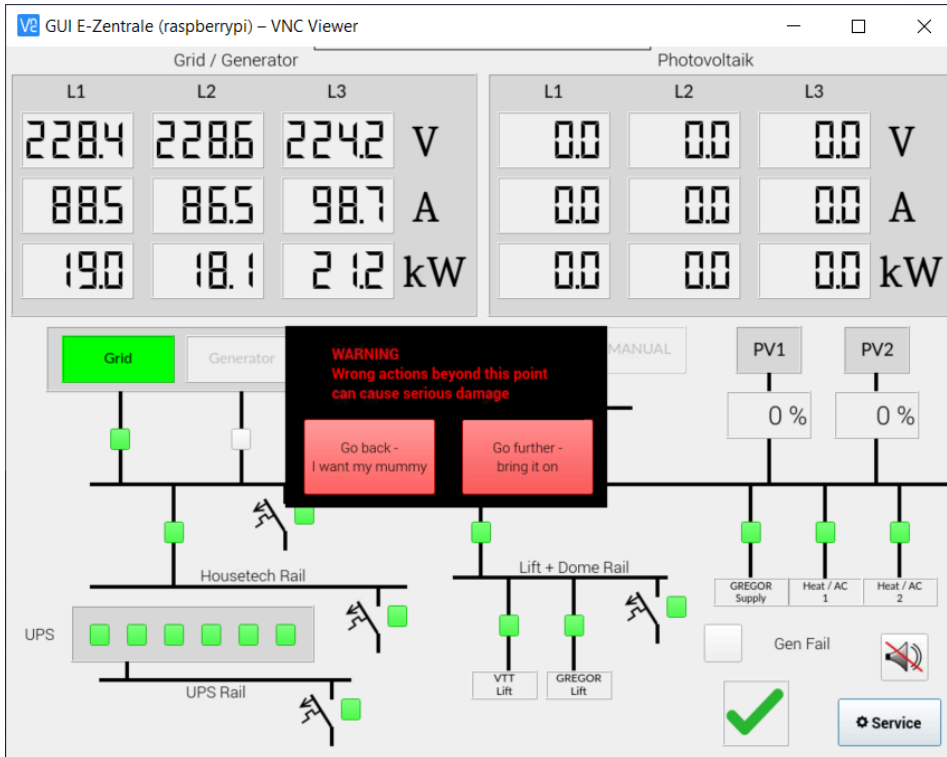 GUI E-Zentrale (raspberrypi) – VNC Viewer
Grid / Generator
L1 L2 L3
228.4 228.6 224.2 V
88.5 86.5 98.7 A
19.0 18.1 21.2 kW
Photovoltaik
L1 L2 L3
0.0 0.0 0.0 V
0.0 0.0 0.0 A
0.0 0.0 0.0 kW
Grid
Generator
WARNING
Wrong actions beyond this point
can cause serious damage
Go back -
I want my mummy
Go further -
bring it on
MANUAL
PV1
PV2
0 %
0 %
Housetech Rail
Lift + Dome Rail
GREGOR
Supply
Heat / AC
1
Heat / AC
2
UPS
UPS Rail
VTT
Lift
GREGOR
Lift
Gen Fail
Service